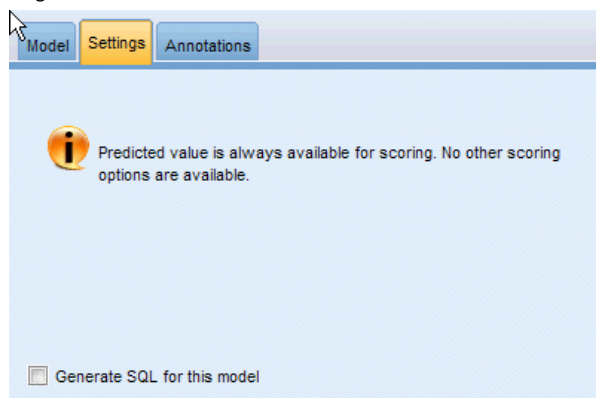 Model Settings Annotations
Predicted value is always available for scoring. No other scoring
options are available.
Generate SQL for this model